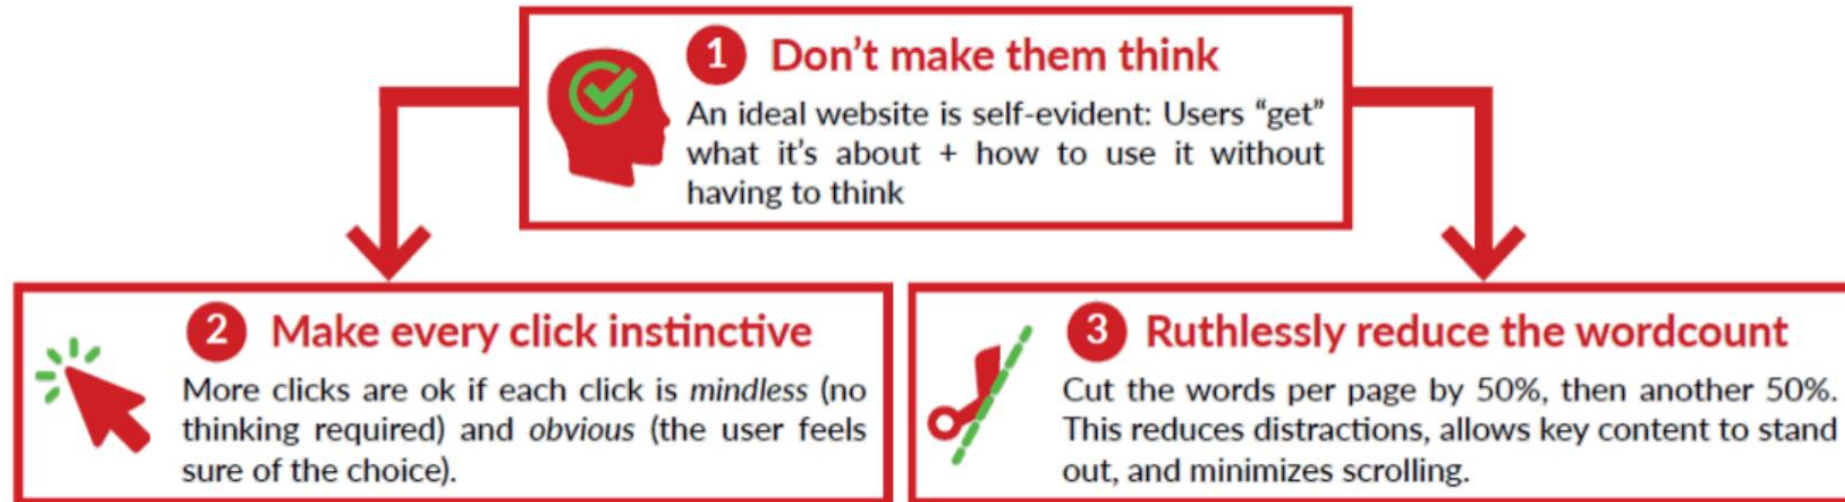 1 Don’t make them think
An ideal website is self-evident: Users “get”
what it’s about + how to use it without
having to think
2 Make every click instinctive
More clicks are ok if each click is mindless (no
thinking required) and obvious (the user feels
sure of the choice).
3 Ruthlessly reduce the wordcount
Cut the words per page by 50%, then another 50%.
This reduces distractions, allows key content to stand
out, and minimizes scrolling.